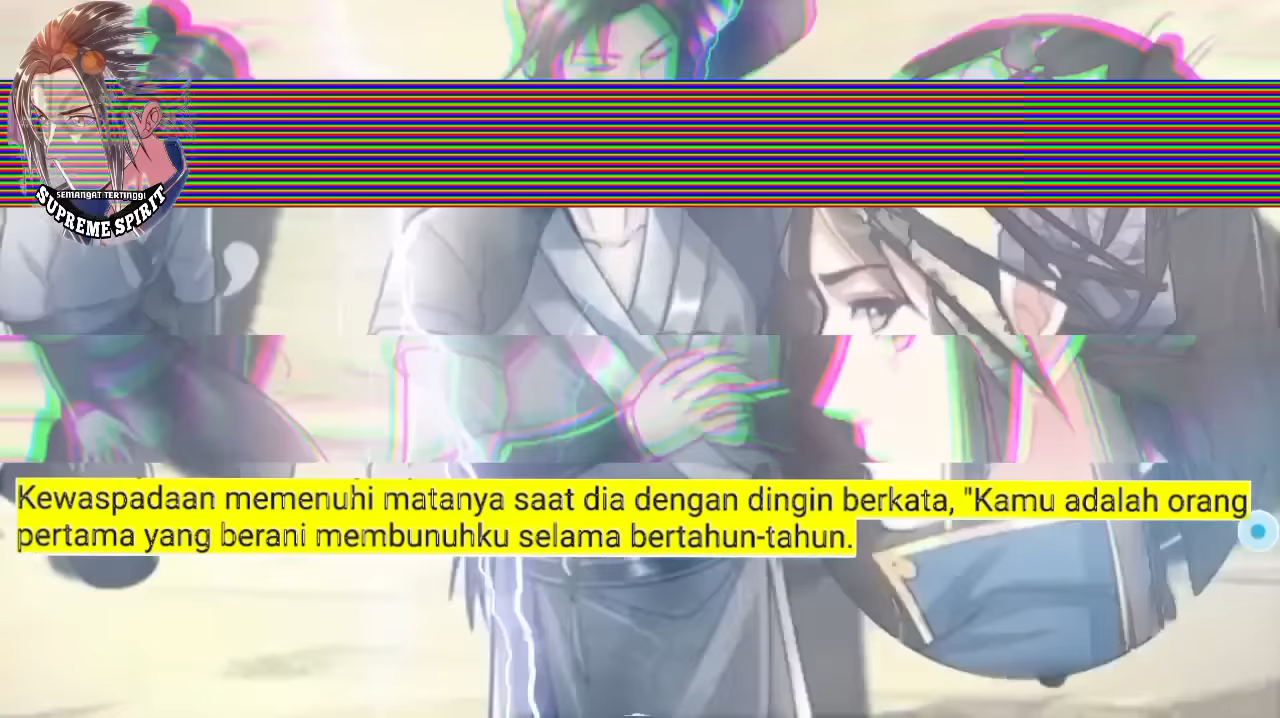 SEMANGAT TERTINGGI
SUPREME SPIRIT
Kewaspadaan memenuhi matanya saat dia dengan dingin berkata, "Kamu adalah orang
pertama yang berani membunuhku selama bertahun-tahun.